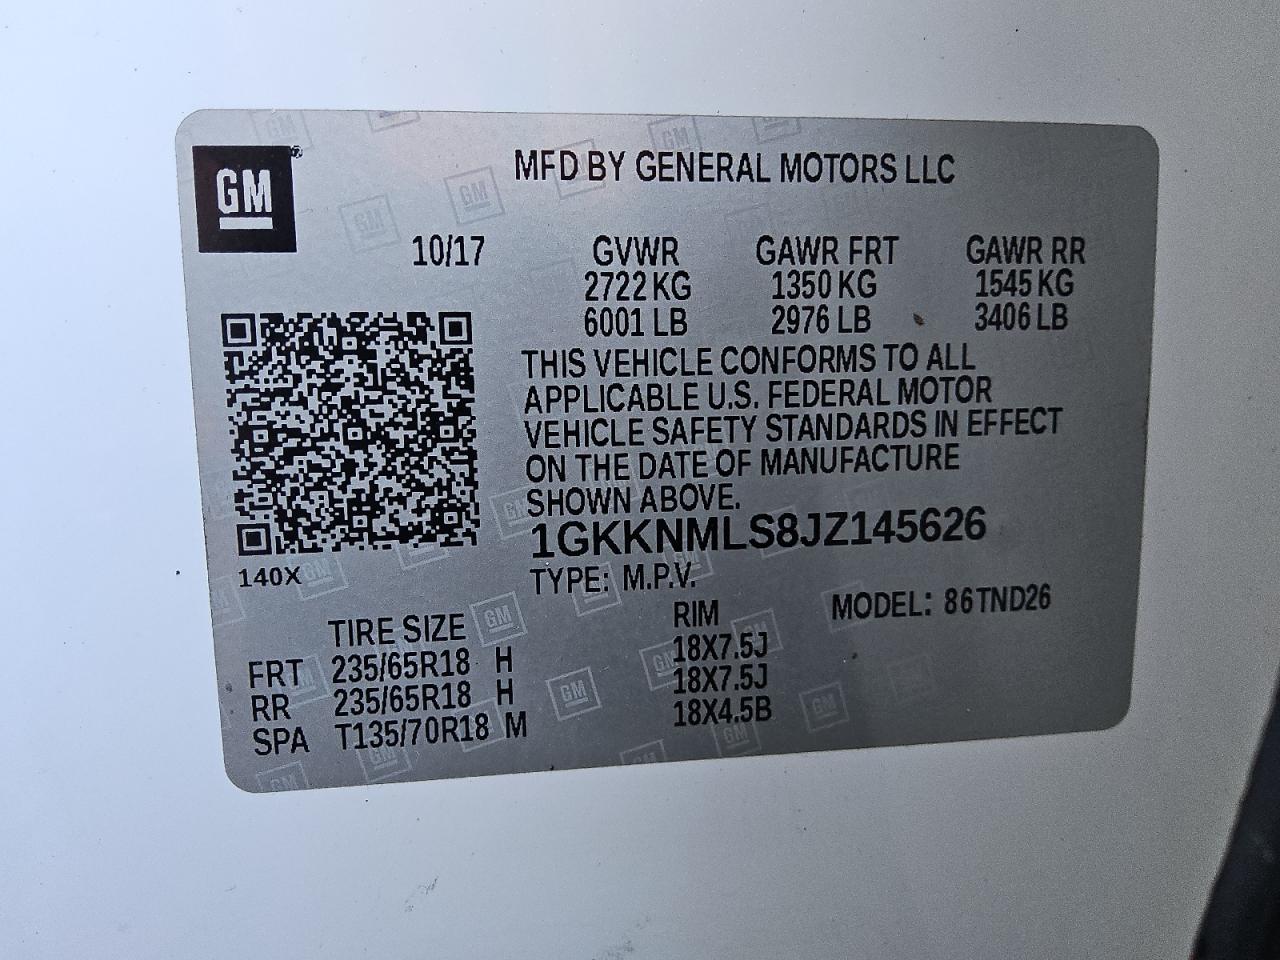 GM®
MFD BY GENERAL MOTORS LLC
10/17 GVWR GAWR FRT GAWR RR
2722 KG 1350 KG 1545 KG
6001 LB 2976 LB 3406 LB
THIS VEHICLE CONFORMS TO ALL
APPLICABLE U.S. FEDERAL MOTOR
VEHICLE SAFETY STANDARDS IN EFFECT
ON THE DATE OF MANUFACTURE
SHOWN ABOVE.
1GKKNMLS8JZ145626
140X
TYPE: M.P.V. MODEL: 86TND26
TIRE SIZE RIM
FRT 235/65R18 H 18X7.5J
RR 235/65R18 H 18X7.5J
SPA T135/70R18 M 18X4.5B